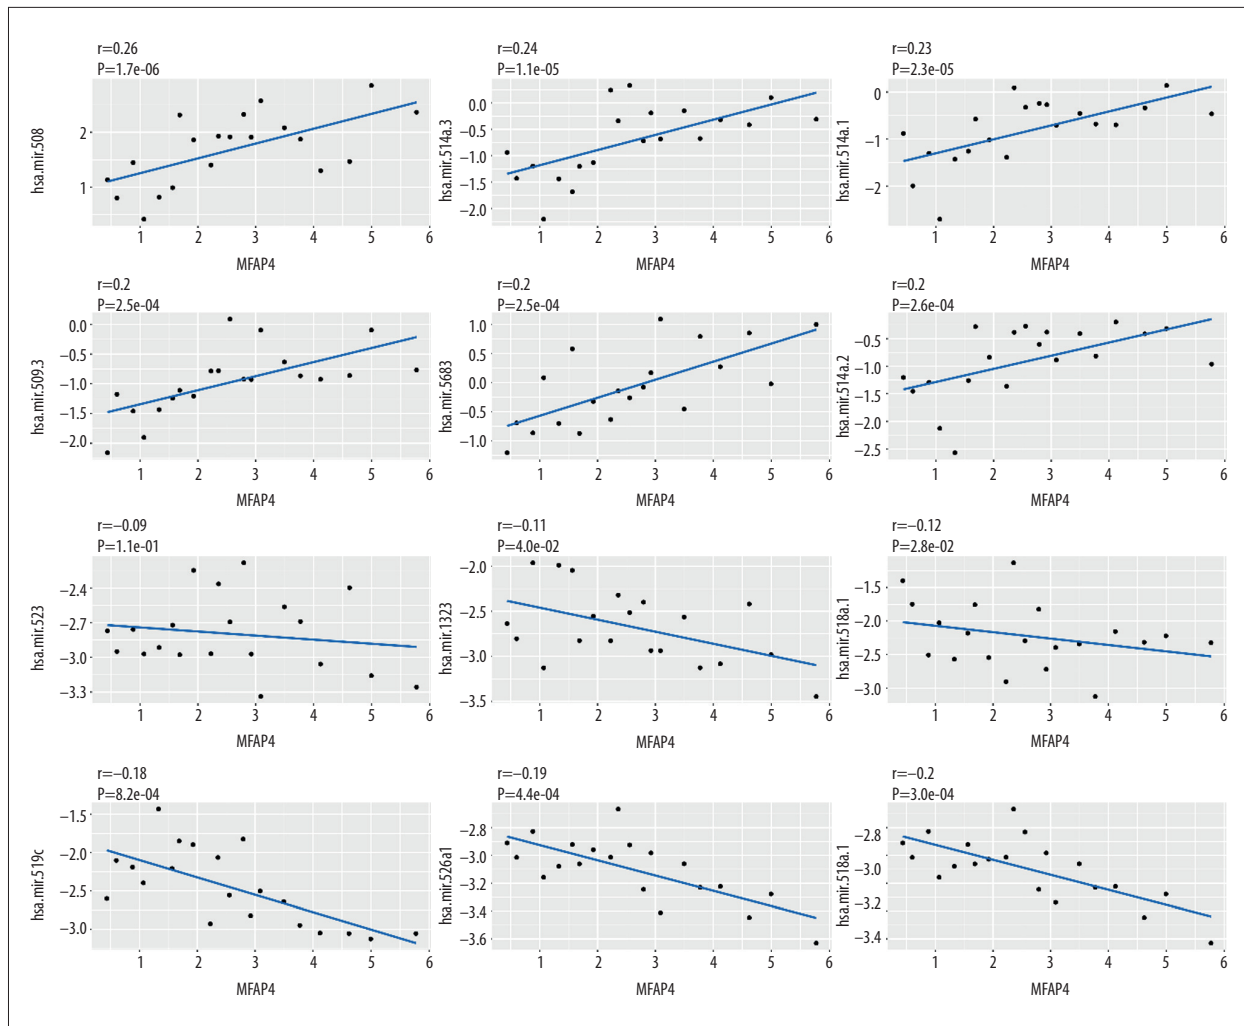 r=0.26
P=1.7e-06
hsa.mir.508
2
1
1 2 3 4 5 6
MFAP4
r=0.24
P=1.1e-05
hsa.mir.514a.3
0.0
−0.5
−1.0
−1.5
−2.0
1 2 3 4 5 6
MFAP4
r=0.23
P=2.3e-05
hsa.mir.514a.1
0
−1
−2
1 2 3 4 5 6
MFAP4
r=0.2
P=2.5e-04
hsa.mir.509.3
0.0
−0.5
−1.0
−1.5
−2.0
1 2 3 4 5 6
MFAP4
r=0.2
P=2.5e-04
hsa.mir.5683
1.0
0.5
0.0
−0.5
−1.0
1 2 3 4 5 6
MFAP4
r=0.2
P=2.6e-04
hsa.mir.514a.2
−0.5
−1.0
−1.5
−2.0
−2.5
1 2 3 4 5 6
MFAP4
r=−0.09
P=1.1e-01
hsa.mir.523
−2.4
−2.7
−3.0
−3.3
1 2 3 4 5 6
MFAP4
r=−0.11
P=4.0e-02
hsa.mir.1323
−2.0
−2.5
−3.0
−3.5
1 2 3 4 5 6
MFAP4
r=−0.12
P=2.8e-02
hsa.mir.518a.1
−1.5
−2.0
−2.5
−3.0
1 2 3 4 5 6
MFAP4
r=−0.18
P=8.2e-04
hsa.mir.519c
−1.5
−2.0
−2.5
−3.0
1 2 3 4 5 6
MFAP4
r=−0.19
P=4.4e-04
hsa.mir.526a1
−2.8
−3.0
−3.2
−3.4
−3.6
1 2 3 4 5 6
MFAP4
r=−0.2
P=3.0e-04
hsa.mir.518a.1
−2.8
−3.0
−3.2
−3.4
1 2 3 4 5 6
MFAP4